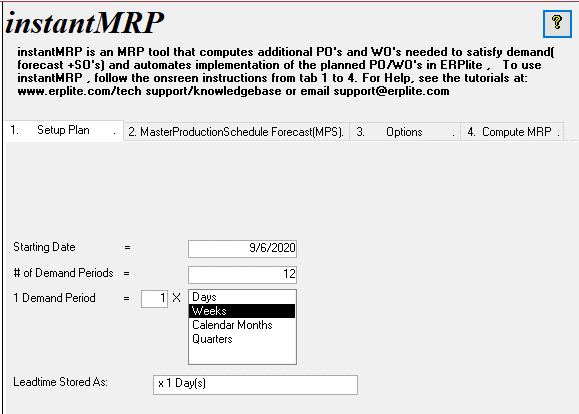 instantMRP
?
instantMRP is an MRP tool that computes additional PO's and WO's needed to satisfy demand(
forecast +SO's) and automates implementation of the planned PO/WO's in ERPlite , To use
instantMRP , follow the onsreen instructions from tab 1 to 4. For Help, see the tutorials at:
www.erplite.com/tech support/knowledgebase or email support@erplite.com
1. Setup Plan . 2. MasterProductionSchedule Forecast(MPS). 3. Options . 4. Compute MRP .
Starting Date = 9/6/2020
# of Demand Periods = 12
1 Demand Period = 1 X Days
Weeks
Calendar Months
Quarters
Leadtime Stored As: x 1 Day(s)